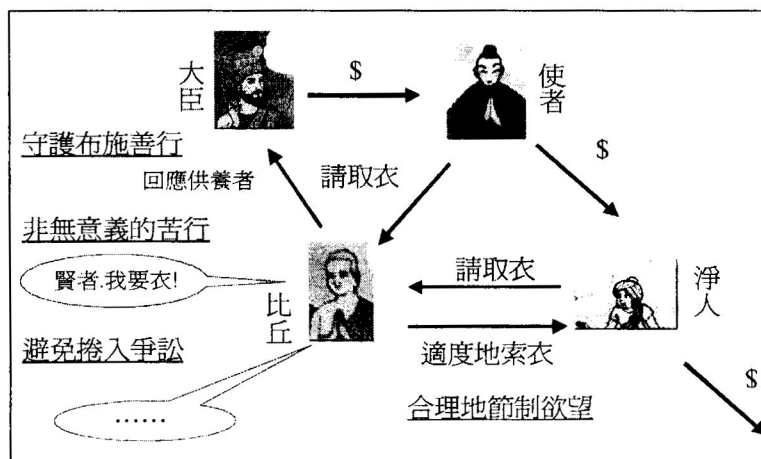 大臣
$
使者
守護布施善行
回應供養者
請取衣
$
非無意義的苦行
賢者.我要衣!
請取衣
淨人
比丘
避免捲入爭訟
適度地索衣
$
……
合理地節制欲望